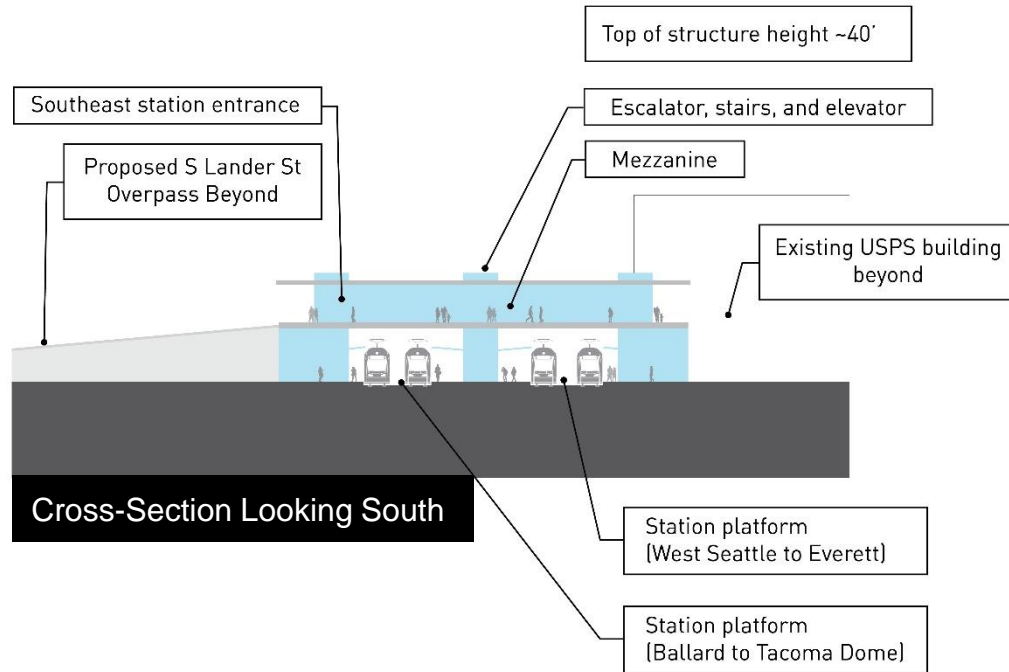 Top of structure height ~40’
Southeast station entrance
Escalator, stairs, and elevator
Proposed S Lander St
Overpass Beyond
Mezzanine
Existing USPS building
beyond
Cross-Section Looking South
Station platform
(West Seattle to Everett)
Station platform
(Ballard to Tacoma Dome)